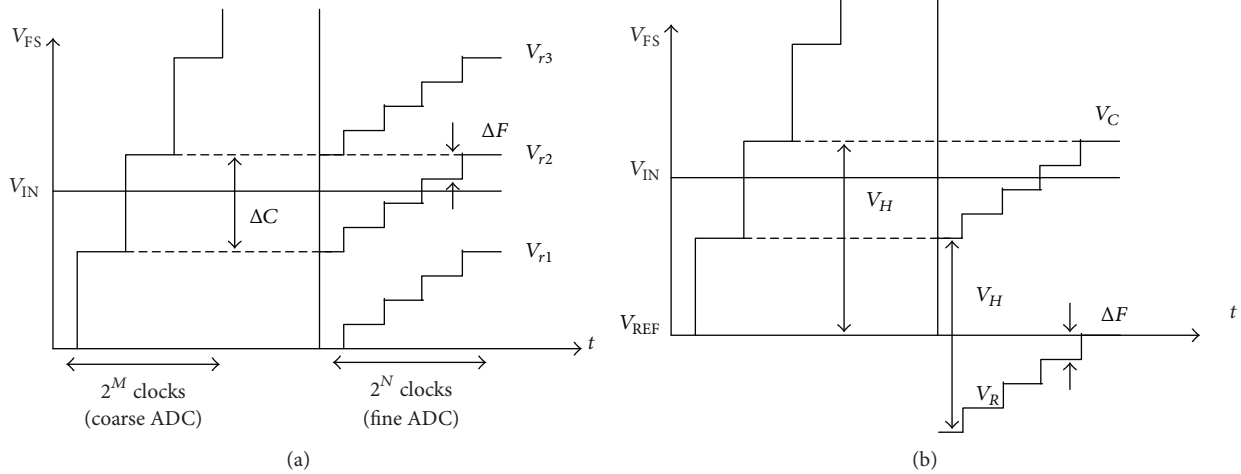 V_FS
V_r3
ΔF
V_r2
V_IN
ΔC
V_r1
t
2^M clocks
(coarse ADC)
2^N clocks
(fine ADC)
(a)
V_FS
V_C
V_IN
V_H
V_H
t
V_REF
ΔF
V_R
(b)